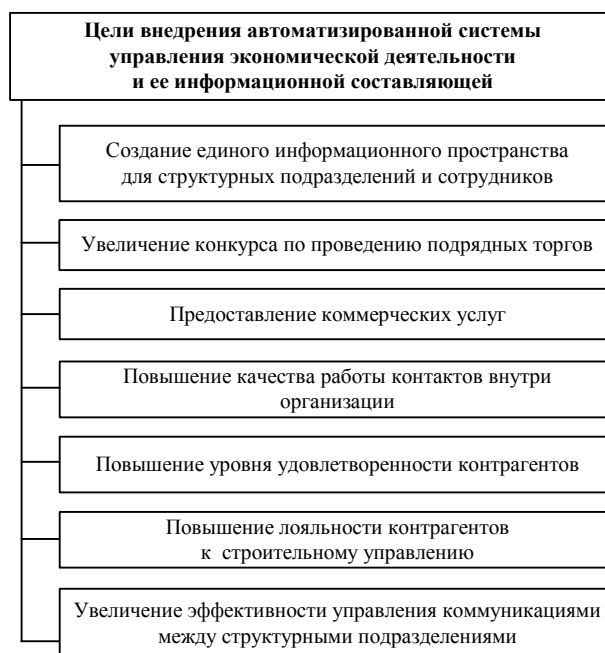 Цели внедрения автоматизированной системы
управления экономической деятельности
и ее информационной составляющей
Создание единого информационного пространства
для структурных подразделений и сотрудников
Увеличение конкурса по проведению подрядных торгов
Предоставление коммерческих услуг
Повышение качества работы контактов внутри
организации
Повышение уровня удовлетворенности контрагентов
Повышение лояльности контрагентов
к строительному управлению
Увеличение эффективности управления коммуникациями
между структурными подразделениями